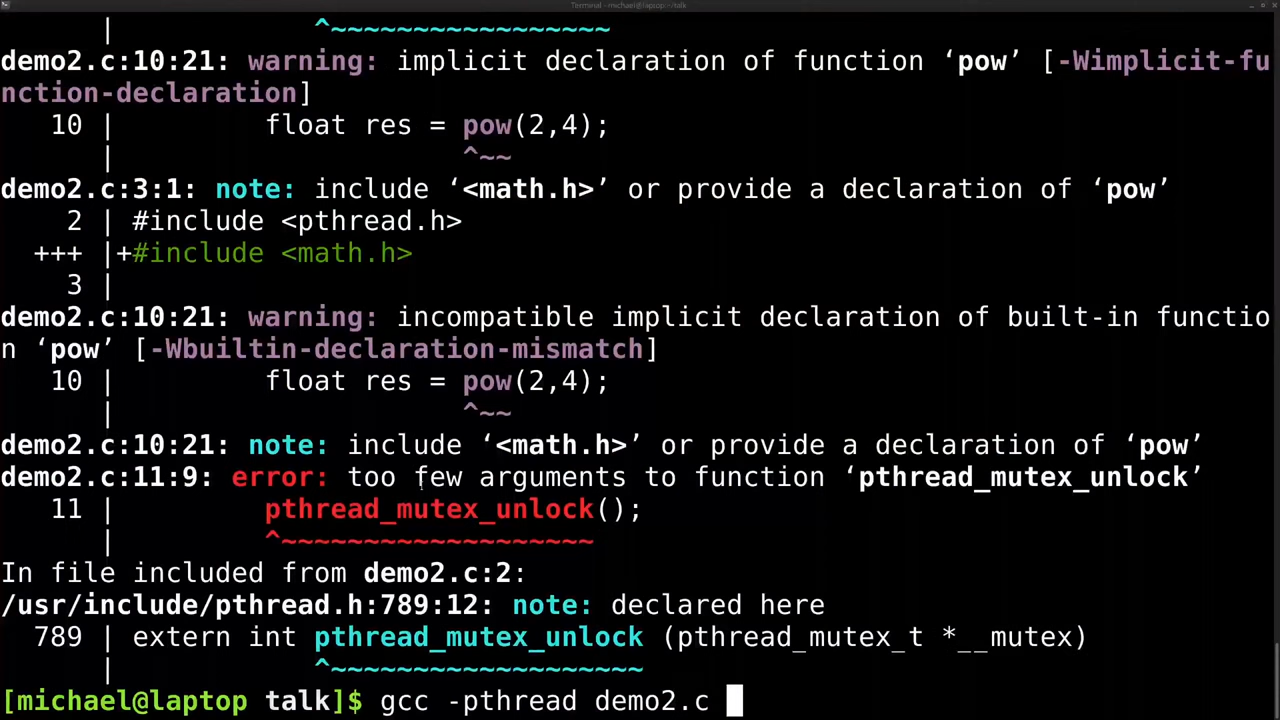 Terminal - michael@laptop:~/talk
|             ^~~~~~~~~~~~~~~~~~
demo2.c:10:21: warning: implicit declaration of function ‘pow’ [-Wimplicit-fu
nction-declaration]
   10 |         float res = pow(2,4);
      |                     ^~~
demo2.c:3:1: note: include ‘<math.h>’ or provide a declaration of ‘pow’
    2 | #include <pthread.h>
  +++ |+#include <math.h>
    3 |
demo2.c:10:21: warning: incompatible implicit declaration of built-in functio
n ‘pow’ [-Wbuiltin-declaration-mismatch]
   10 |         float res = pow(2,4);
      |                     ^~~
demo2.c:10:21: note: include ‘<math.h>’ or provide a declaration of ‘pow’
demo2.c:11:9: error: too few arguments to function ‘pthread_mutex_unlock’
   11 |         pthread_mutex_unlock();
      |         ^~~~~~~~~~~~~~~~~~~~
In file included from demo2.c:2:
/usr/include/pthread.h:789:12: note: declared here
  789 | extern int pthread_mutex_unlock (pthread_mutex_t *__mutex)
      |            ^~~~~~~~~~~~~~~~~~~~
[michael@laptop talk]$ gcc -pthread demo2.c